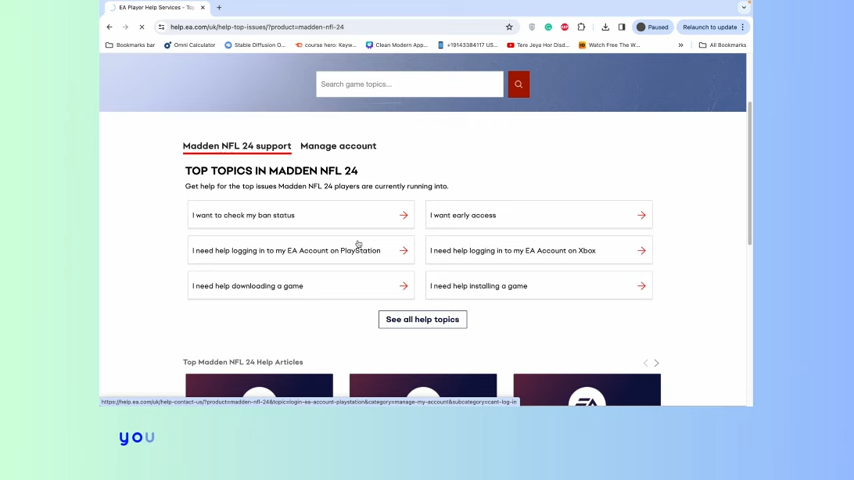 EA Player Help Services - Top
help.ea.com/uk/help-top-issues/?product=madden-nfl-24
Paused
Relaunch to update
Bookmarks bar
Omni Calculator
Stable Diffusion O...
course hero: Keyw...
Clean Modern App...
+19143384117 US...
Tere Jeya Hor Disd...
Watch Free The W...
»
All Bookmarks
Search game topics...
Madden NFL 24 support
Manage account
TOP TOPICS IN MADDEN NFL 24
Get help for the top issues Madden NFL 24 players are currently running into.
I want to check my ban status
I want early access
I need help logging in to my EA Account on PlayStation
I need help logging in to my EA Account on Xbox
I need help downloading a game
I need help installing a game
See all help topics
Top Madden NFL 24 Help Articles
https://help.ea.com/uk/help-contact-us/?product=madden-nfl-24&topic=login-ea-account-playstation&category=manage-my-account&subcategory=cant-log-in
you